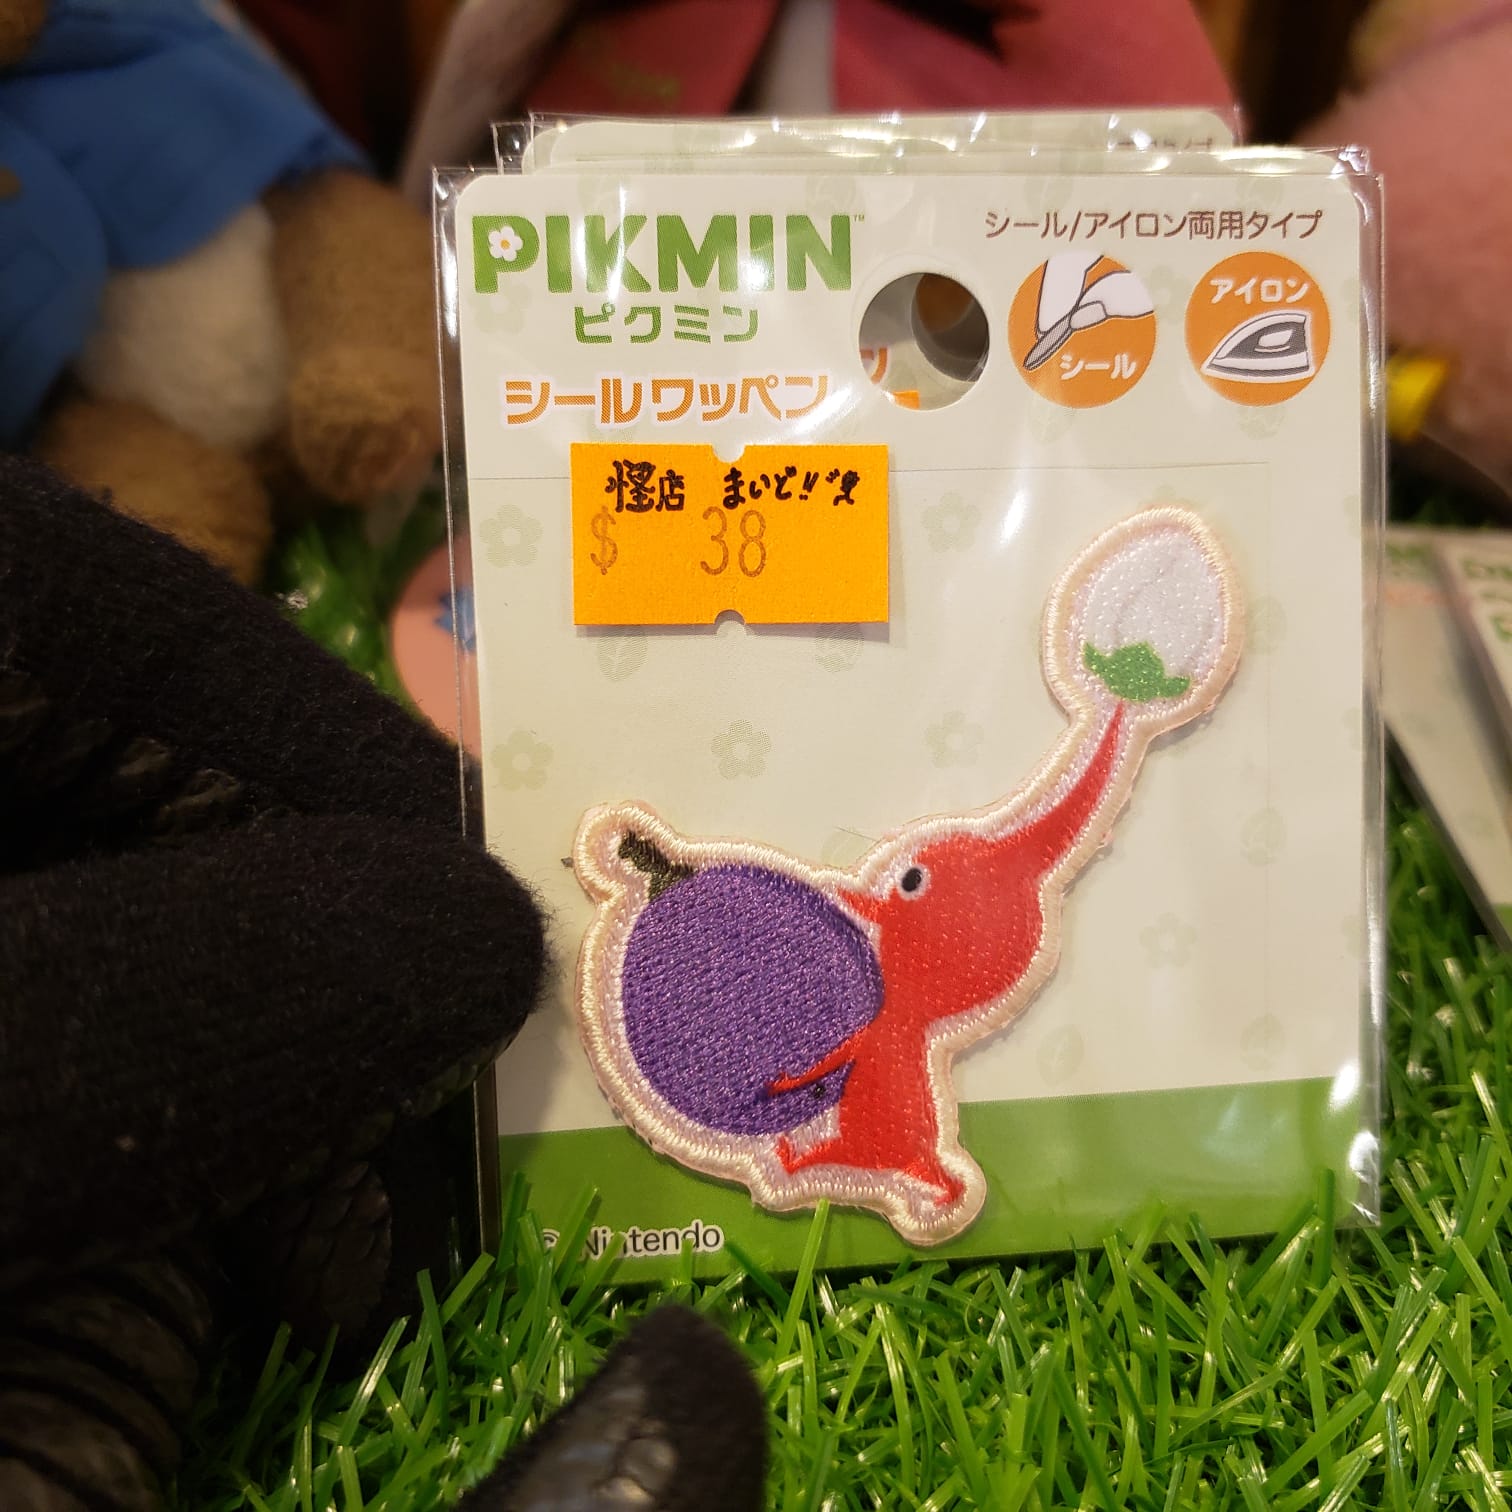 PIKMIN™
ピクミン
シールワッペン
シール/アイロン両用タイプ
シール
アイロン
怪店 まいど!!
$ 38
© Nintendo